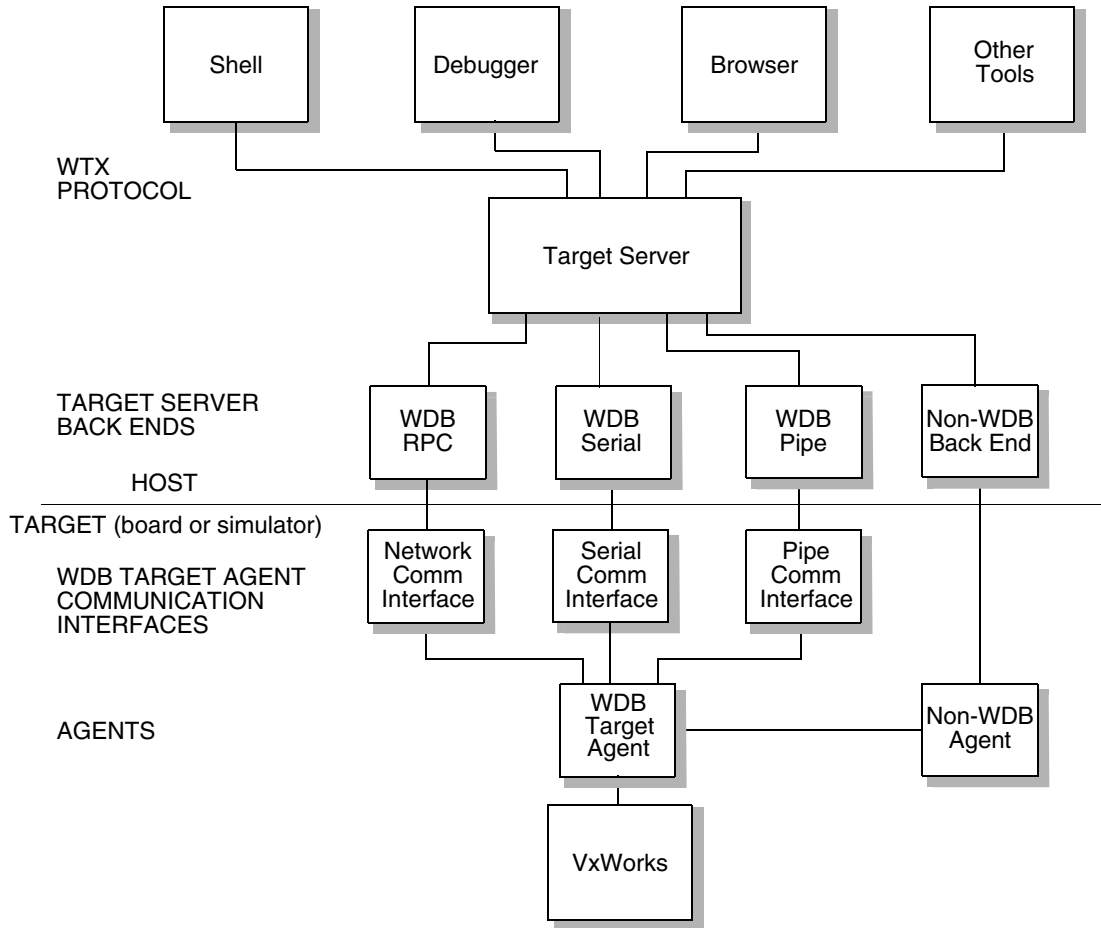 Shell
Debugger
Browser
Other
Tools
WTX
PROTOCOL
Target Server
TARGET SERVER
BACK ENDS
WDB
RPC
WDB
Serial
WDB
Pipe
Non-WDB
Back End
HOST
TARGET (board or simulator)
WDB TARGET AGENT
COMMUNICATION
INTERFACES
Network
Comm
Interface
Serial
Comm
Interface
Pipe
Comm
Interface
AGENTS
WDB
Target
Agent
Non-WDB
Agent
VxWorks